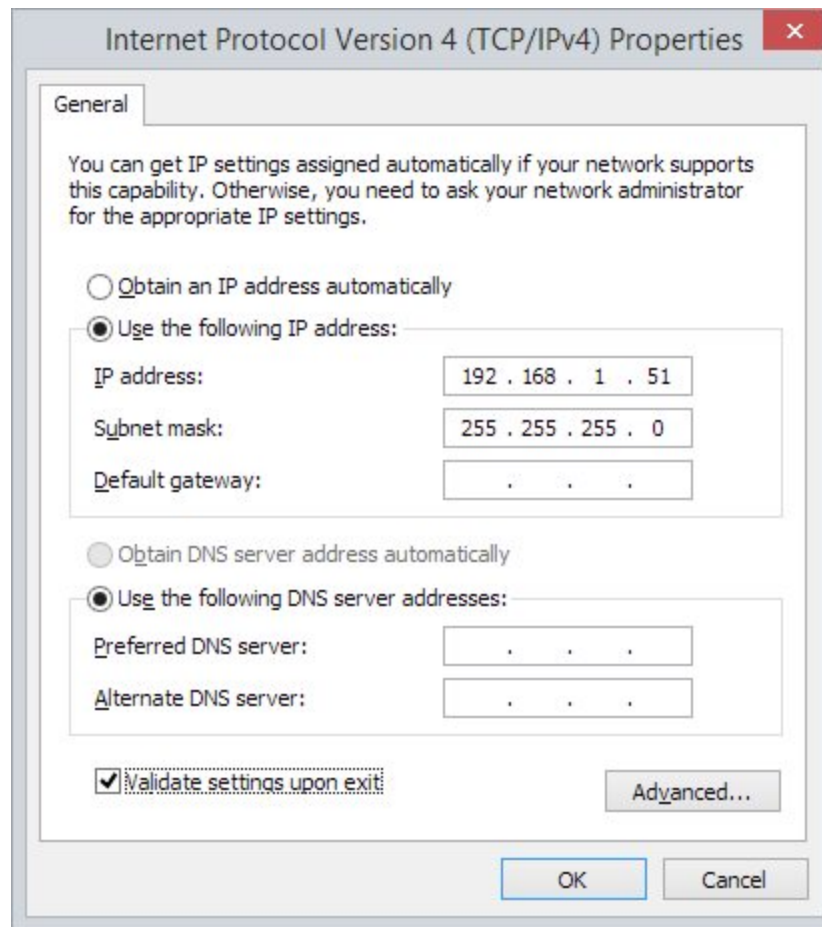 Internet Protocol Version 4 (TCP/IPv4) Properties
General
You can get IP settings assigned automatically if your network supports
this capability. Otherwise, you need to ask your network administrator
for the appropriate IP settings.
Obtain an IP address automatically
Use the following IP address:
IP address: 192 . 168 . 1 . 51
Subnet mask: 255 . 255 . 255 . 0
Default gateway: . . .
Obtain DNS server address automatically
Use the following DNS server addresses:
Preferred DNS server: . . .
Alternate DNS server: . . .
Validate settings upon exit
Advanced...
OK Cancel